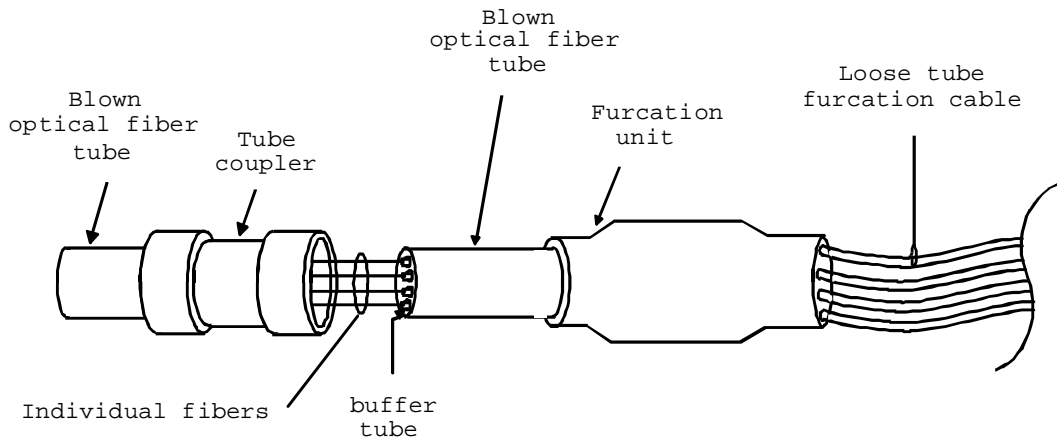 Blown
optical fiber
tube
Loose tube
furcation cable
Blown
optical fiber
tube
Furcation
unit
Tube
coupler
Individual fibers
buffer
tube